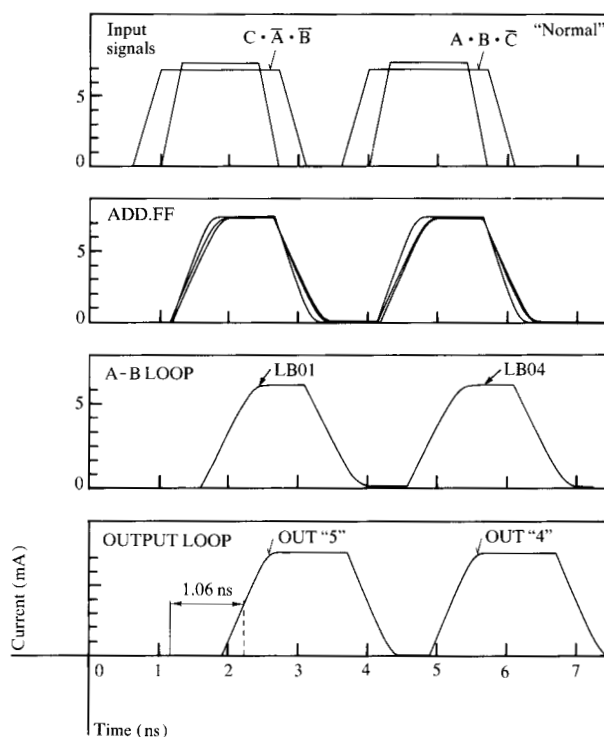 Input
signals
C · A̅ · B̅
A · B · C̅
"Normal"
5
0
ADD.FF
5
0
A-B LOOP
LB01
LB04
5
0
OUTPUT LOOP
OUT "5"
OUT "4"
1.06 ns
Current (mA)
0 1 2 3 4 5 6 7
Time (ns)